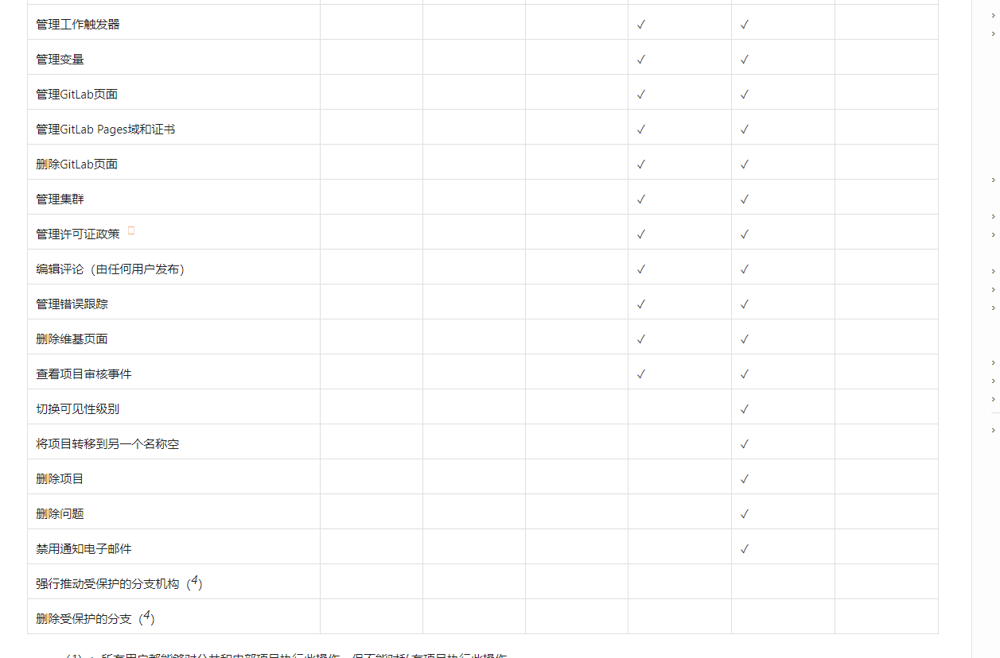 管理工作触发器 ✓ ✓
管理变量 ✓ ✓
管理GitLab页面 ✓ ✓
管理GitLab Pages域和证书 ✓ ✓
删除GitLab页面 ✓ ✓
管理集群 ✓ ✓
管理许可证政策 ✓ ✓
编辑评论（由任何用户发布） ✓ ✓
管理错误跟踪 ✓ ✓
删除维基页面 ✓ ✓
查看项目审核事件 ✓ ✓
切换可见性级别 ✓
将项目转移到另一个名称空 ✓
删除项目 ✓
删除问题 ✓
禁用通知电子邮件 ✓
强行推动受保护的分支机构（4）
删除受保护的分支（4）
（1）：所有用户都能够对公共和内部项目执行此操作，但不能对私有项目执行此操作。